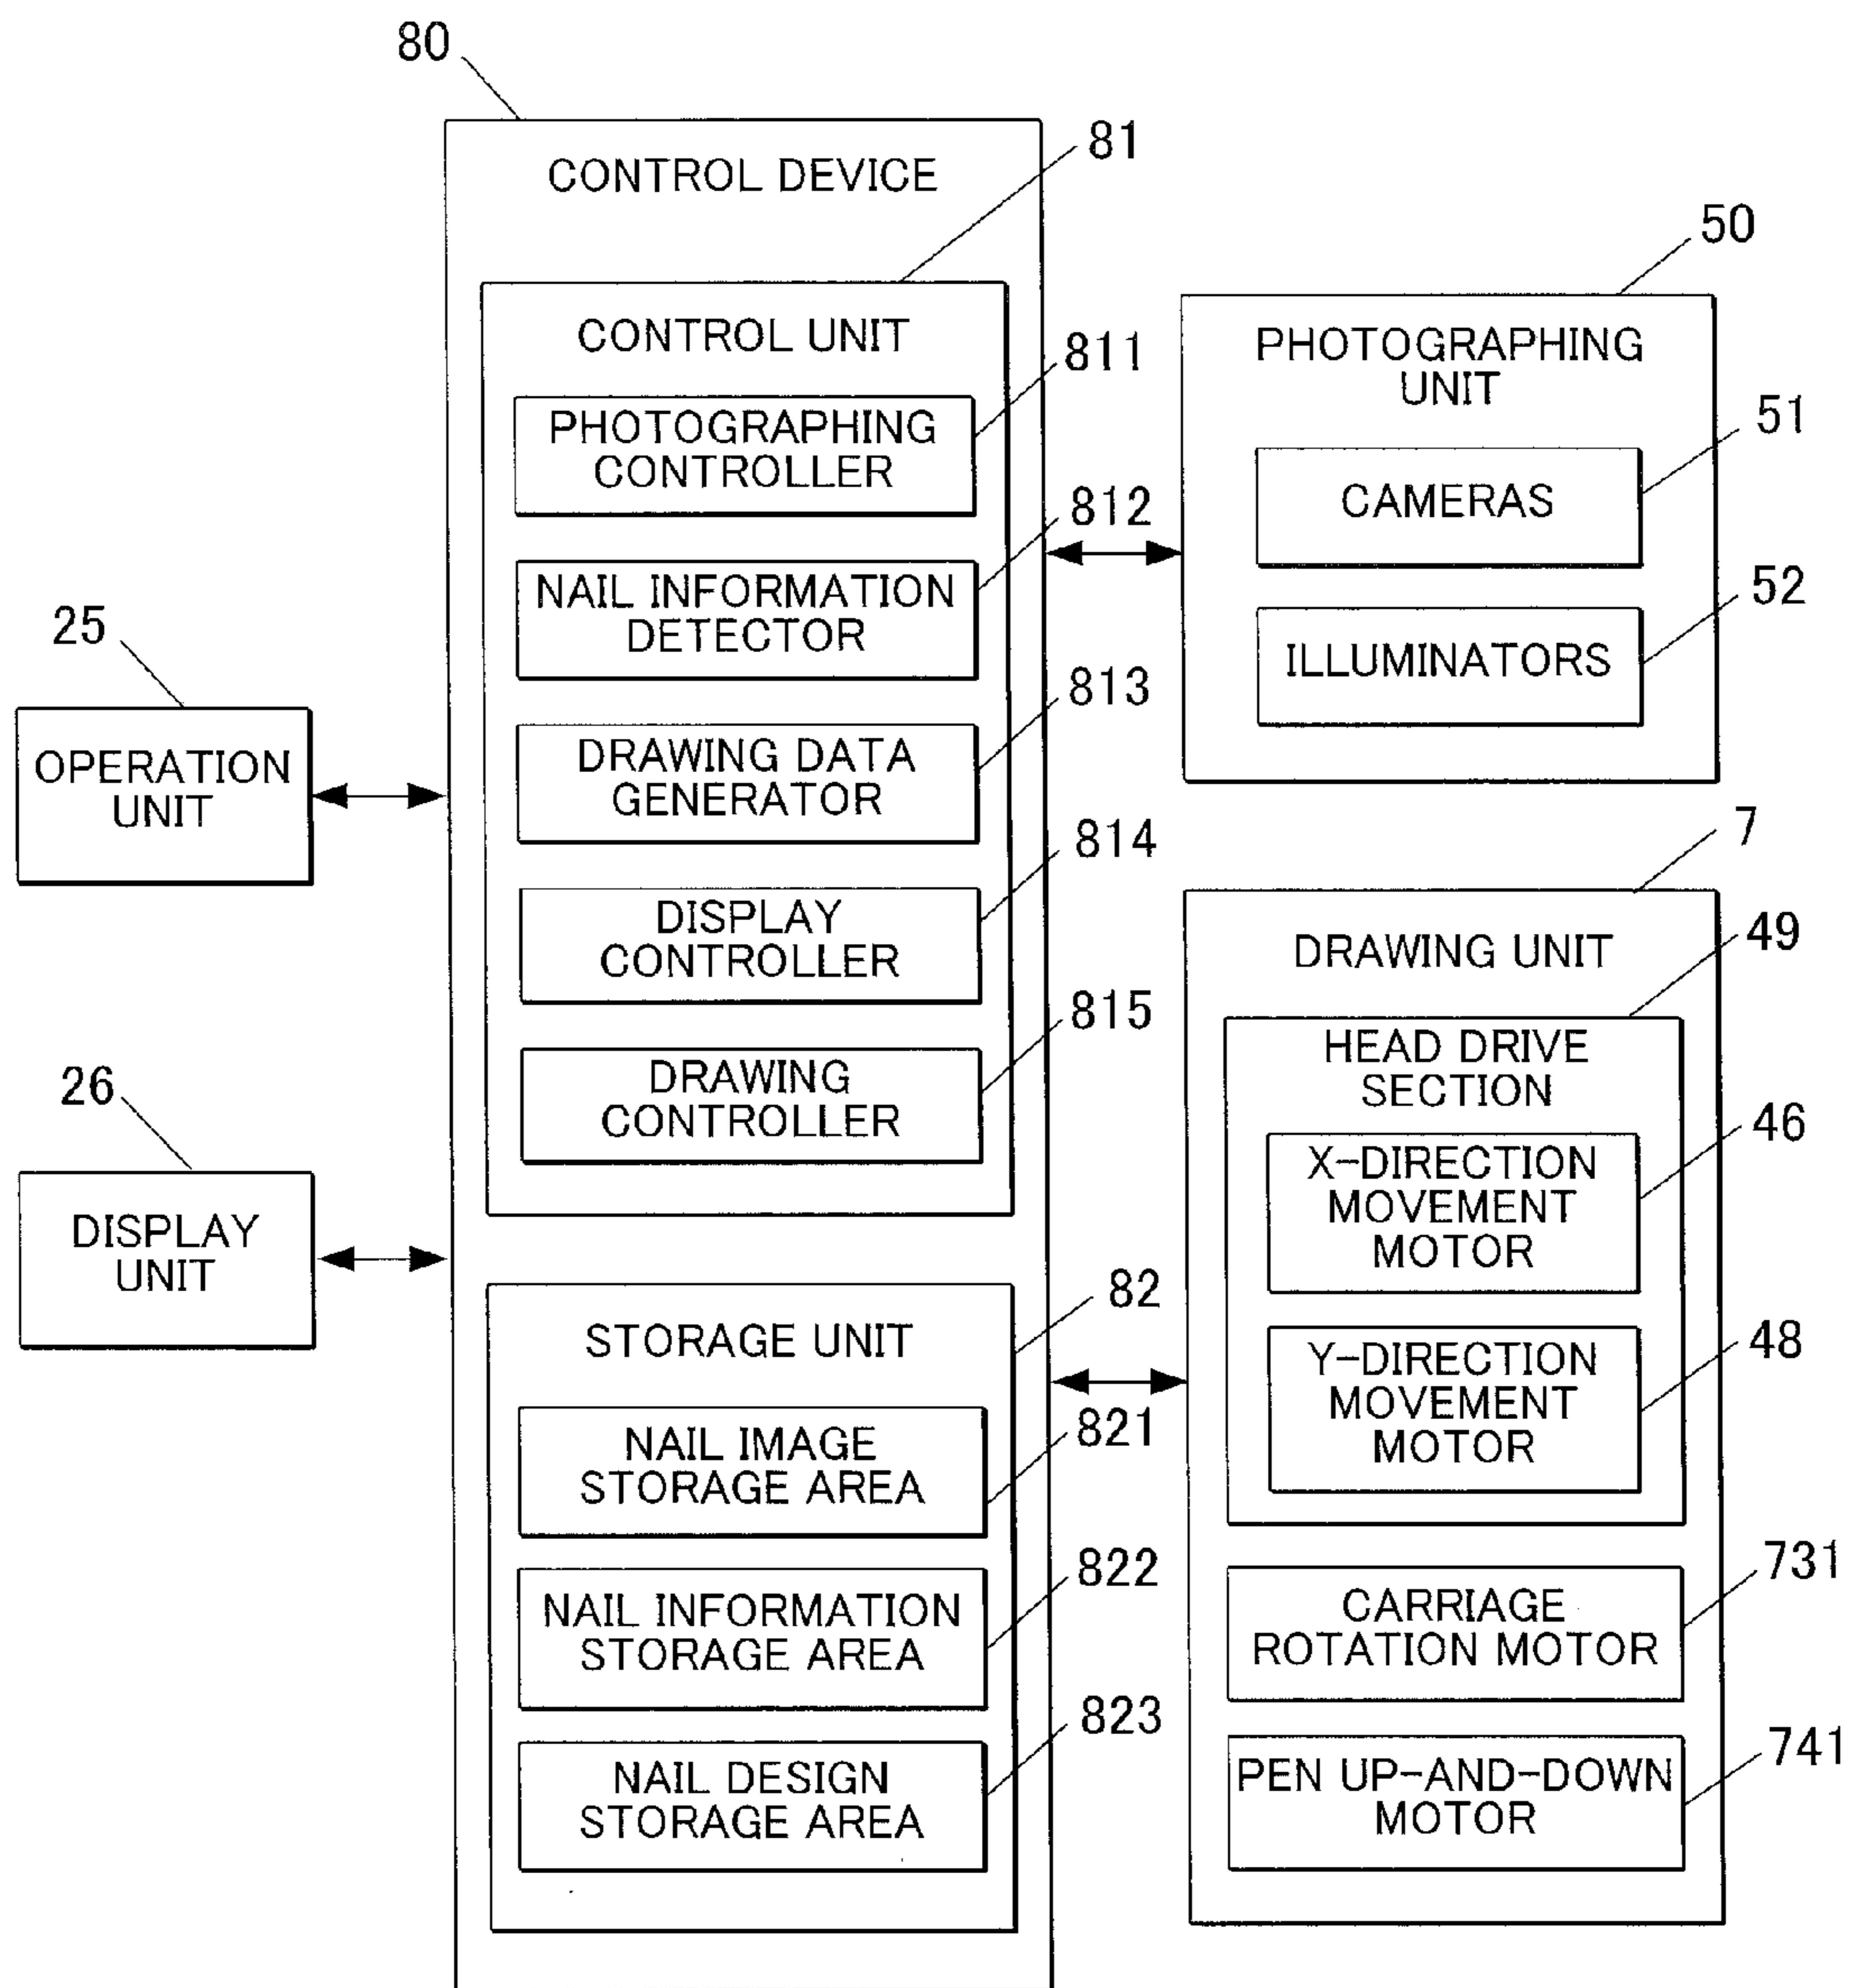 80
CONTROL DEVICE
81
CONTROL UNIT
811
PHOTOGRAPHING
CONTROLLER
812
NAIL INFORMATION
DETECTOR
813
DRAWING DATA
GENERATOR
814
DISPLAY
CONTROLLER
815
DRAWING
CONTROLLER
82
STORAGE UNIT
821
NAIL IMAGE
STORAGE AREA
822
NAIL INFORMATION
STORAGE AREA
823
NAIL DESIGN
STORAGE AREA
25
OPERATION
UNIT
26
DISPLAY
UNIT
50
PHOTOGRAPHING
UNIT
51
CAMERAS
52
ILLUMINATORS
7
DRAWING UNIT
49
HEAD DRIVE
SECTION
46
X-DIRECTION
MOVEMENT
MOTOR
48
Y-DIRECTION
MOVEMENT
MOTOR
731
CARRIAGE
ROTATION MOTOR
741
PEN UP-AND-DOWN
MOTOR